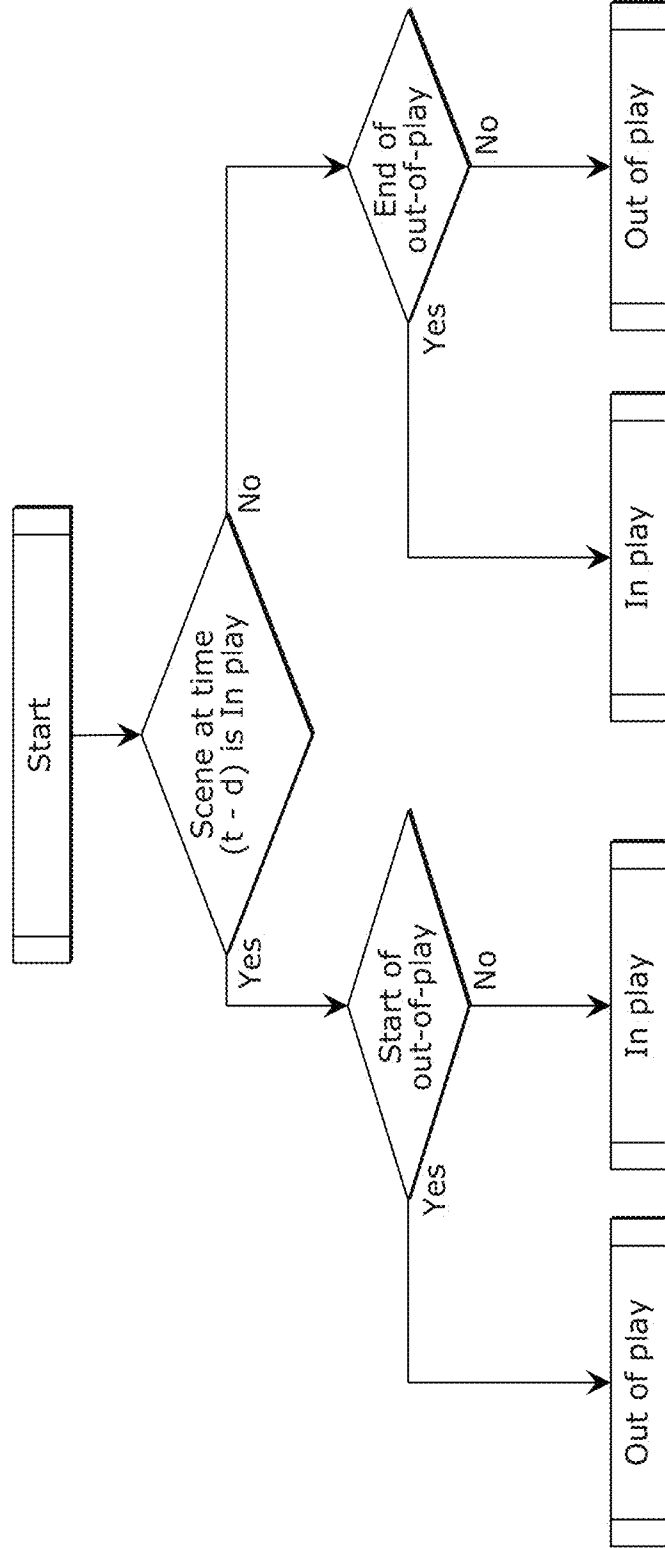 Start
Scene at time
(t - d) is In play
Yes
No
Start of
out-of-play
Yes
No
End of
out-of-play
Yes
No
Out of play
In play
In play
Out of play